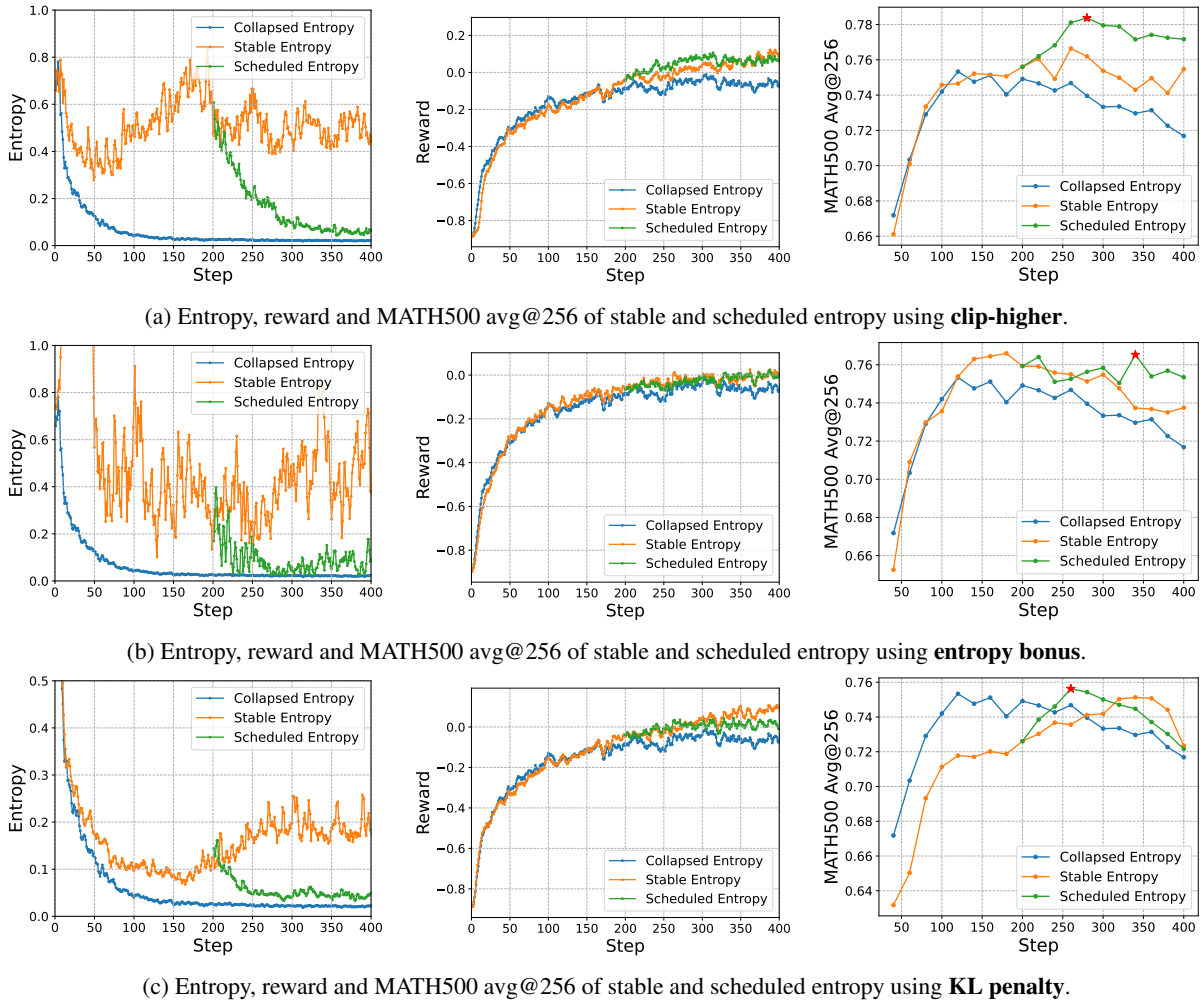 1.0
0.8
0.6
0.4
0.2
0.0
Entropy
0 50 100 150 200 250 300 350 400
Step
Collapsed Entropy
Stable Entropy
Scheduled Entropy
0.2
0.0
−0.2
−0.4
−0.6
−0.8
Reward
0 50 100 150 200 250 300 350 400
Step
Collapsed Entropy
Stable Entropy
Scheduled Entropy
0.78
0.76
0.74
0.72
0.70
0.68
0.66
MATH500 Avg@256
50 100 150 200 250 300 350 400
Step
Collapsed Entropy
Stable Entropy
Scheduled Entropy
(a) Entropy, reward and MATH500 avg@256 of stable and scheduled entropy using clip-higher.
1.0
0.8
0.6
0.4
0.2
0.0
Entropy
0 50 100 150 200 250 300 350 400
Step
Collapsed Entropy
Stable Entropy
Scheduled Entropy
0.0
−0.2
−0.4
−0.6
−0.8
Reward
0 50 100 150 200 250 300 350 400
Step
Collapsed Entropy
Stable Entropy
Scheduled Entropy
0.76
0.74
0.72
0.70
0.68
0.66
MATH500 Avg@256
50 100 150 200 250 300 350 400
Step
Collapsed Entropy
Stable Entropy
Scheduled Entropy
(b) Entropy, reward and MATH500 avg@256 of stable and scheduled entropy using entropy bonus.
0.5
0.4
0.3
0.2
0.1
0.0
Entropy
0 50 100 150 200 250 300 350 400
Step
Collapsed Entropy
Stable Entropy
Scheduled Entropy
0.0
−0.2
−0.4
−0.6
−0.8
Reward
0 50 100 150 200 250 300 350 400
Step
Collapsed Entropy
Stable Entropy
Scheduled Entropy
0.76
0.74
0.72
0.70
0.68
0.66
0.64
MATH500 Avg@256
50 100 150 200 250 300 350 400
Step
Collapsed Entropy
Stable Entropy
Scheduled Entropy
(c) Entropy, reward and MATH500 avg@256 of stable and scheduled entropy using KL penalty.